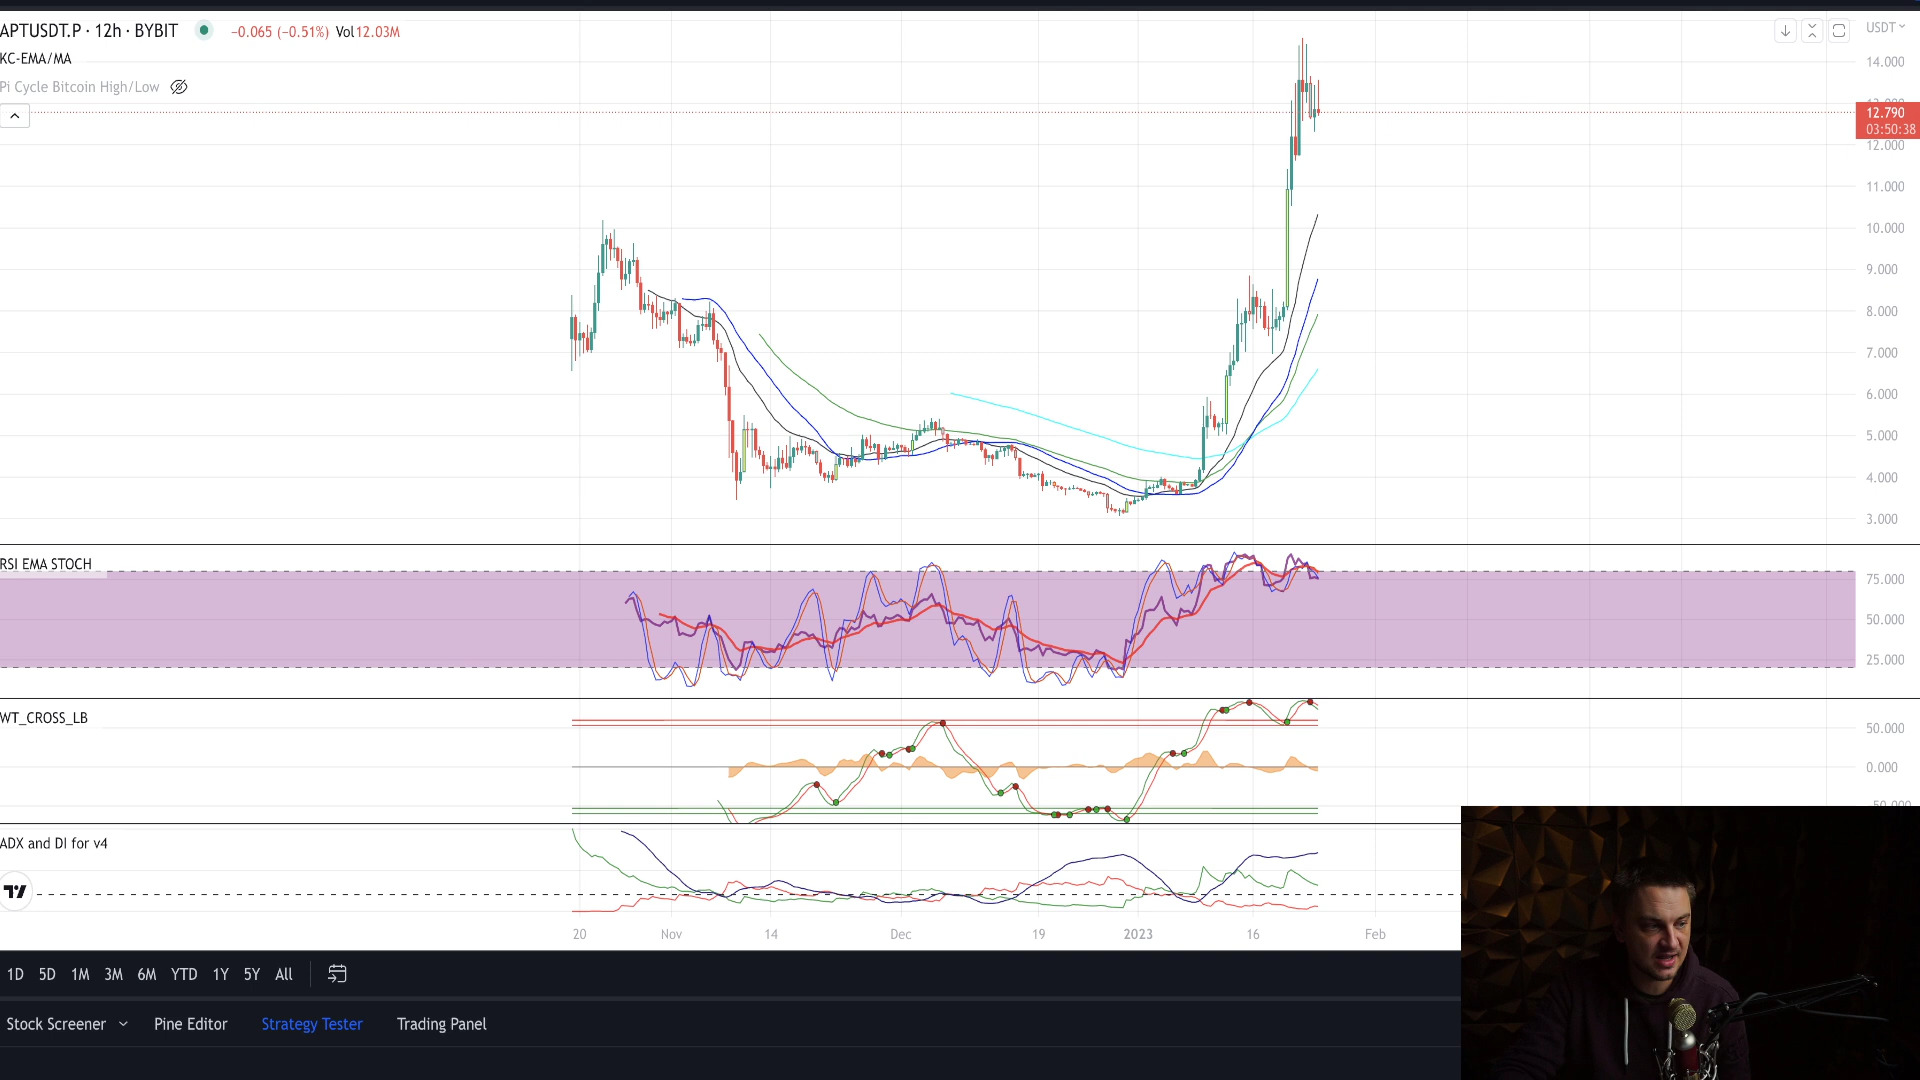 APTUSDT.P · 12h · BYBIT −0.065 (−0.51%) Vol12.03M
USDT
KC-EMA/MA
Pi Cycle Bitcoin High/Low
14.000
12.790
03:50:38
12.000
11.000
10.000
9.000
8.000
7.000
6.000
5.000
4.000
3.000
RSI EMA STOCH
75.000
50.000
25.000
WT_CROSS_LB
50.000
0.000
ADX and DI for v4
20 Nov 14 Dec 19 2023 16 Feb
1D 5D 1M 3M 6M YTD 1Y 5Y All
Stock Screener Pine Editor Strategy Tester Trading Panel